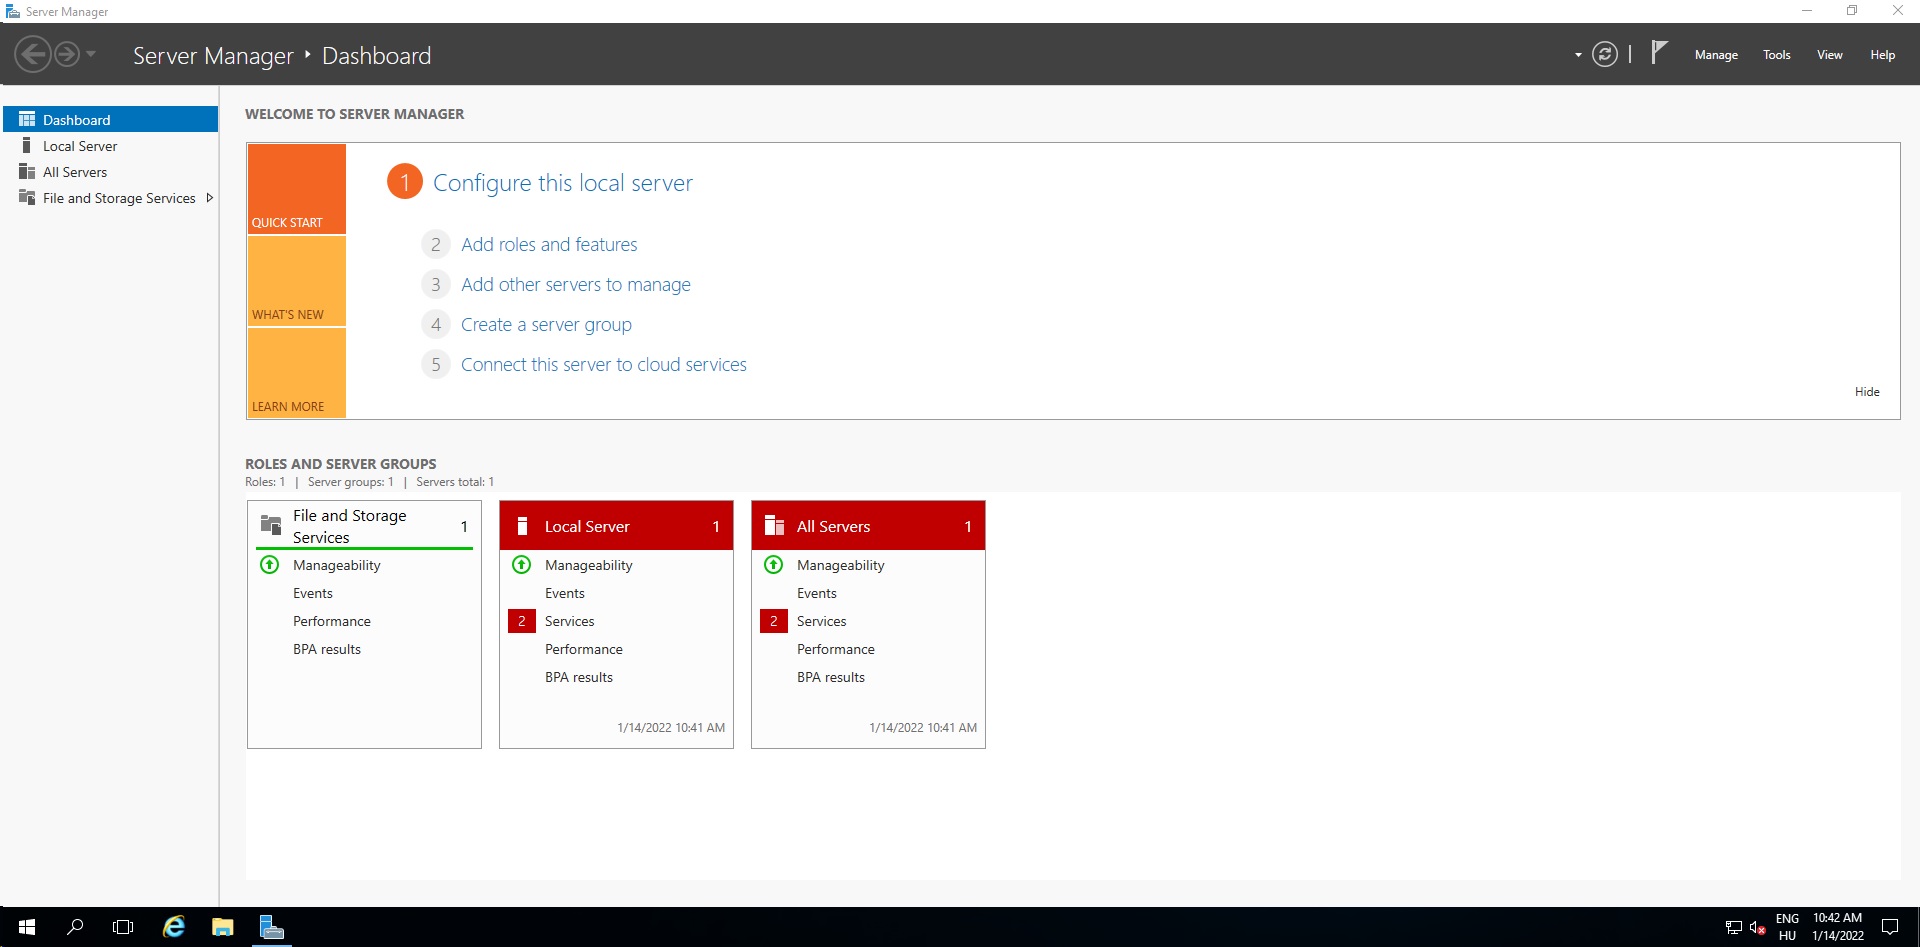 Server Manager
Server Manager ‣ Dashboard
Manage Tools View Help
Dashboard
Local Server
All Servers
File and Storage Services
WELCOME TO SERVER MANAGER
QUICK START
WHAT'S NEW
LEARN MORE
1 Configure this local server
2 Add roles and features
3 Add other servers to manage
4 Create a server group
5 Connect this server to cloud services
Hide
ROLES AND SERVER GROUPS
Roles: 1 | Server groups: 1 | Servers total: 1
File and Storage
Services 1
Manageability
Events
Performance
BPA results
Local Server 1
Manageability
Events
2 Services
Performance
BPA results
1/14/2022 10:41 AM
All Servers 1
Manageability
Events
2 Services
Performance
BPA results
1/14/2022 10:41 AM
ENG
HU
10:42 AM
1/14/2022